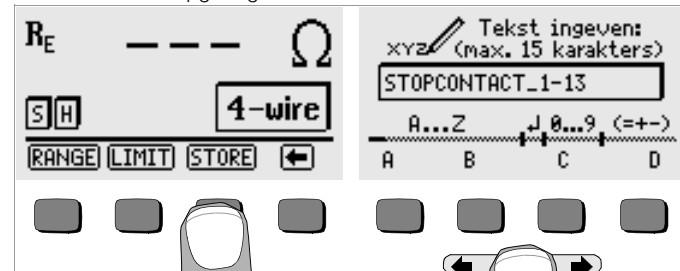 RE – – – Ω
S H
4-wire
RANGE LIMIT STORE
XYZ Tekst ingeven:
(max. 15 karakters)
STOPCONTACT_1-13
A...Z ↲ 0...9 (=+-)
A B C D